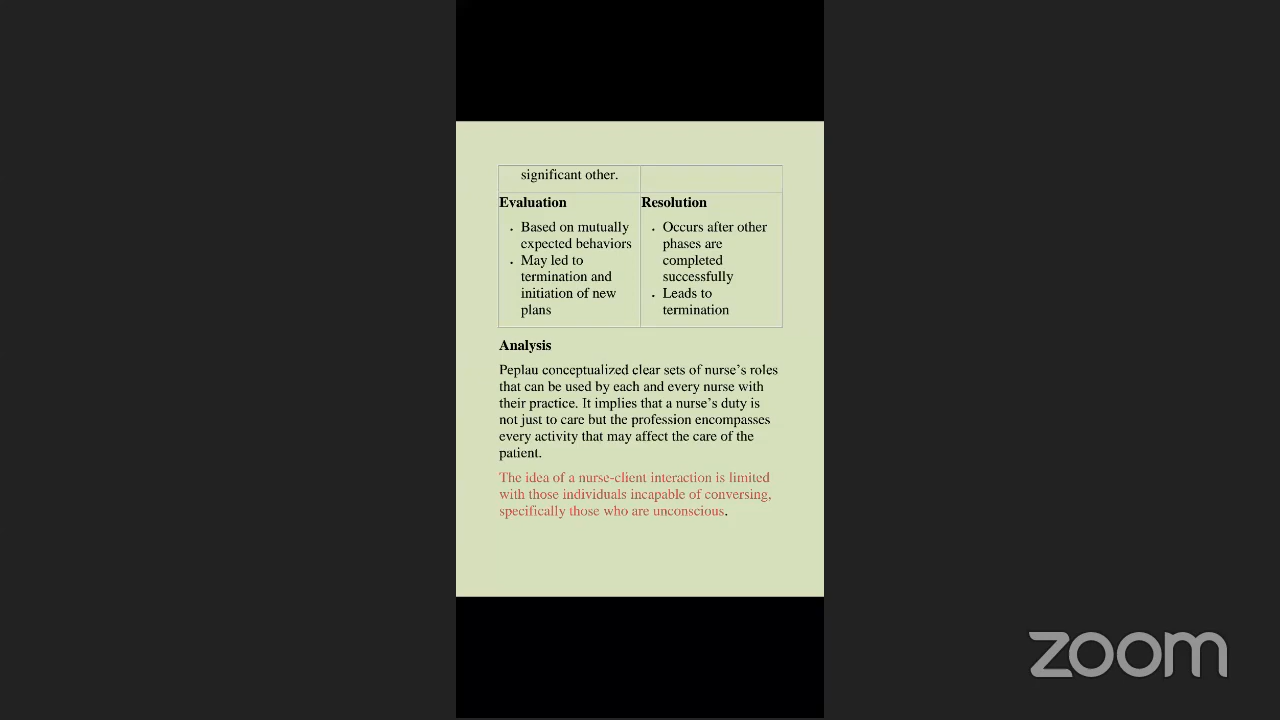 significant other.
Evaluation
• Based on mutually
expected behaviors
• May led to
termination and
initiation of new
plans
Resolution
• Occurs after other
phases are
completed
successfully
• Leads to
termination
Analysis
Peplau conceptualized clear sets of nurse’s roles
that can be used by each and every nurse with
their practice. It implies that a nurse’s duty is
not just to care but the profession encompasses
every activity that may affect the care of the
patient.
The idea of a nurse-client interaction is limited
with those individuals incapable of conversing,
specifically those who are unconscious.
zoom